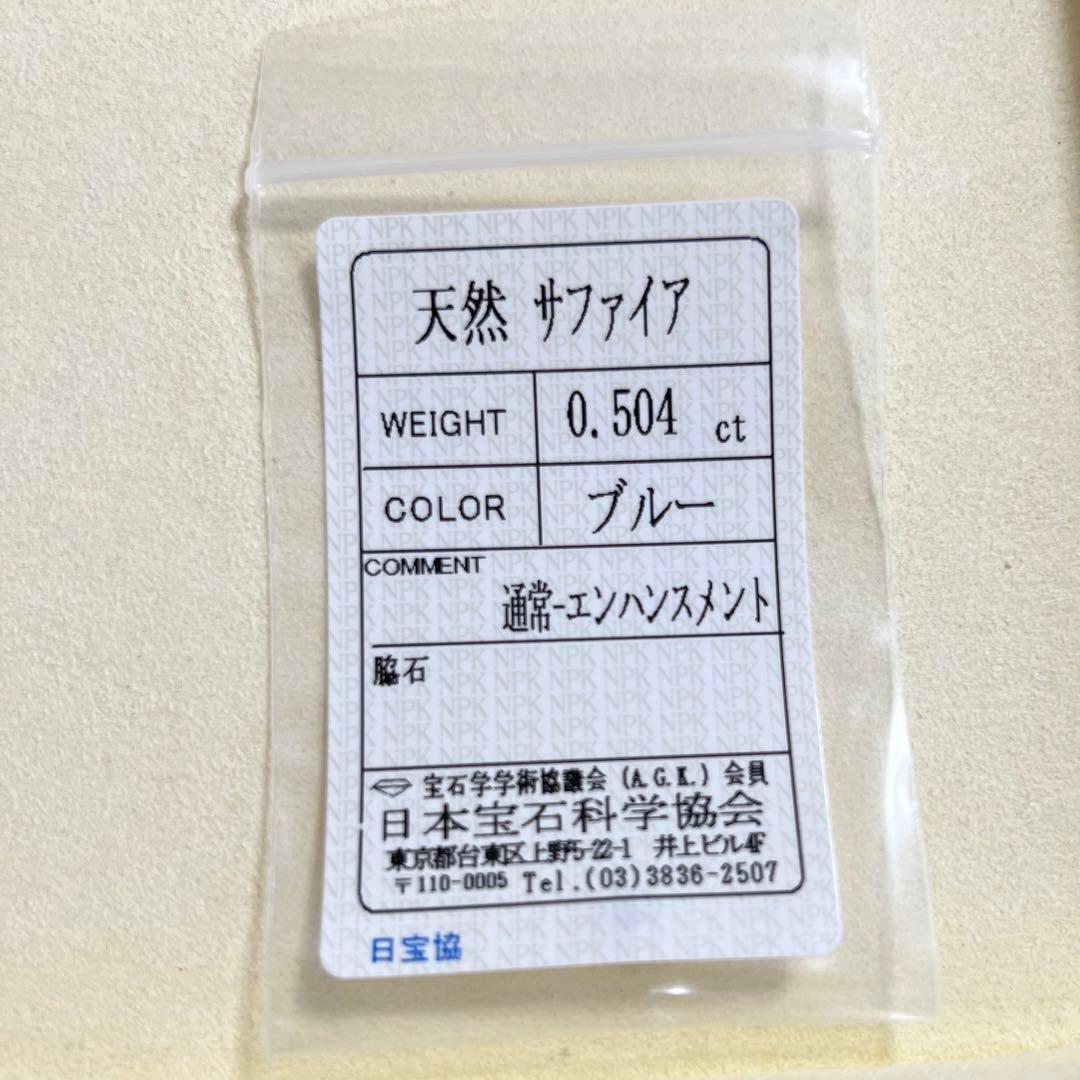 天然 サファイア
WEIGHT 0.504 ct
COLOR ブルー
COMMENT
通常-エンハンスメント
脇石
宝石学学術協議会 (A.G.K.) 会員
日本宝石科学協会
東京都台東区上野5-22-1 井上ビル4F
〒110-0005 Tel.(03)3836-2507
日宝協